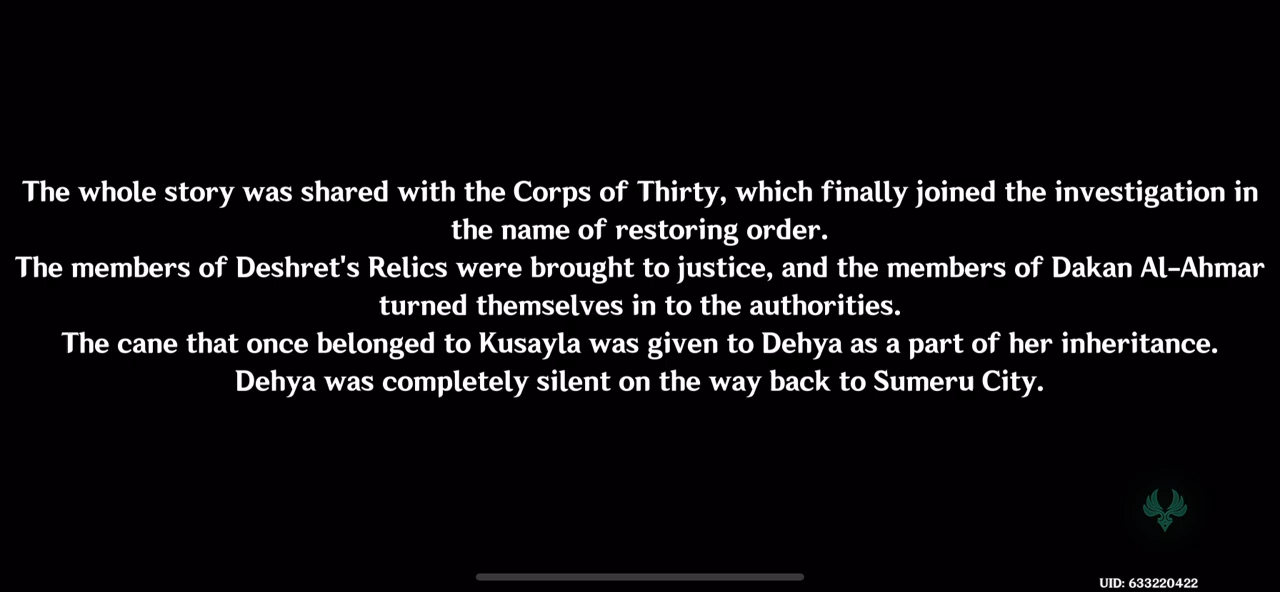 The whole story was shared with the Corps of Thirty, which finally joined the investigation in
the name of restoring order.
The members of Deshret's Relics were brought to justice, and the members of Dakan Al-Ahmar
turned themselves in to the authorities.
The cane that once belonged to Kusayla was given to Dehya as a part of her inheritance.
Dehya was completely silent on the way back to Sumeru City.
UID: 633220422